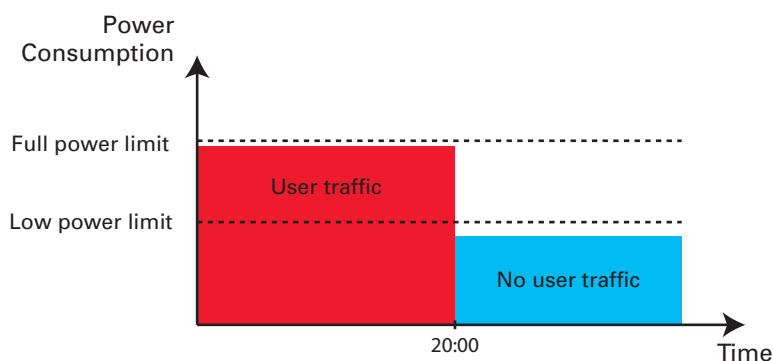 Power
Consumption
Full power limit
User traffic
Low power limit
No user traffic
20:00
Time